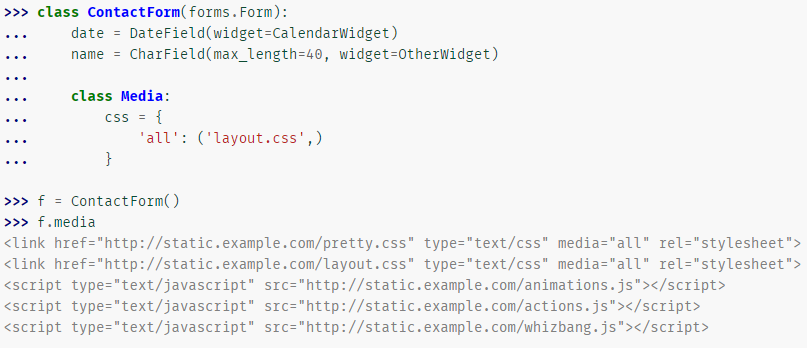 >>> class ContactForm(forms.Form):
...     date = DateField(widget=CalendarWidget)
...     name = CharField(max_length=40, widget=OtherWidget)
...
...     class Media:
...         css = {
...             'all': ('layout.css',)
...         }
>>> f = ContactForm()
>>> f.media
<link href="http://static.example.com/pretty.css" type="text/css" media="all" rel="stylesheet">
<link href="http://static.example.com/layout.css" type="text/css" media="all" rel="stylesheet">
<script type="text/javascript" src="http://static.example.com/animations.js"></script>
<script type="text/javascript" src="http://static.example.com/actions.js"></script>
<script type="text/javascript" src="http://static.example.com/whizbang.js"></script>